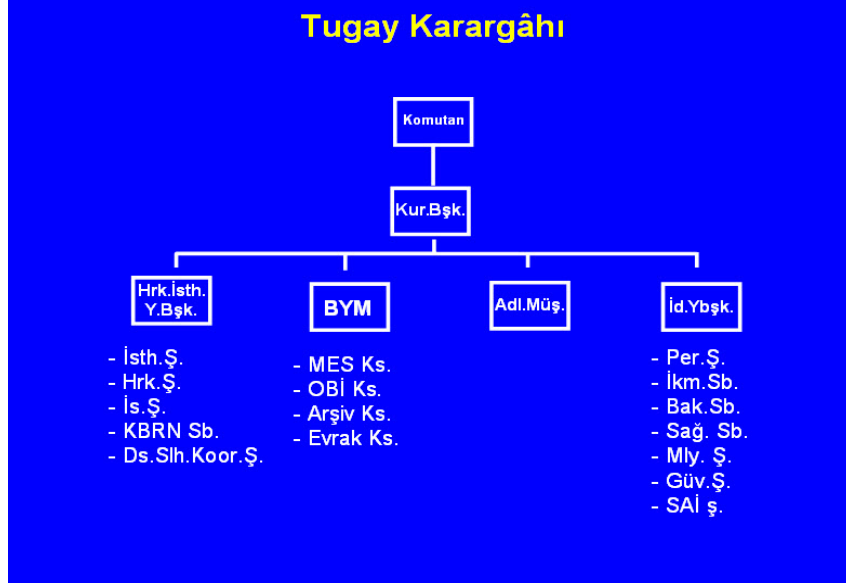 Tugay Karargâhı
Komutan
Kur.Bşk.
Hrk.İsth.
Y.Bşk.
- İsth.Ş.
- Hrk.Ş.
- İs.Ş.
- KBRN Sb.
- Ds.Slh.Koor.Ş.
BYM
- MES Ks.
- OBİ Ks.
- Arşiv Ks.
- Evrak Ks.
Adl.Müş.
İd.Ybşk.
- Per.Ş.
- İkm.Sb.
- Bak.Sb.
- Sağ. Sb.
- Mly. Ş.
- Güv.Ş.
- SAİ ş.